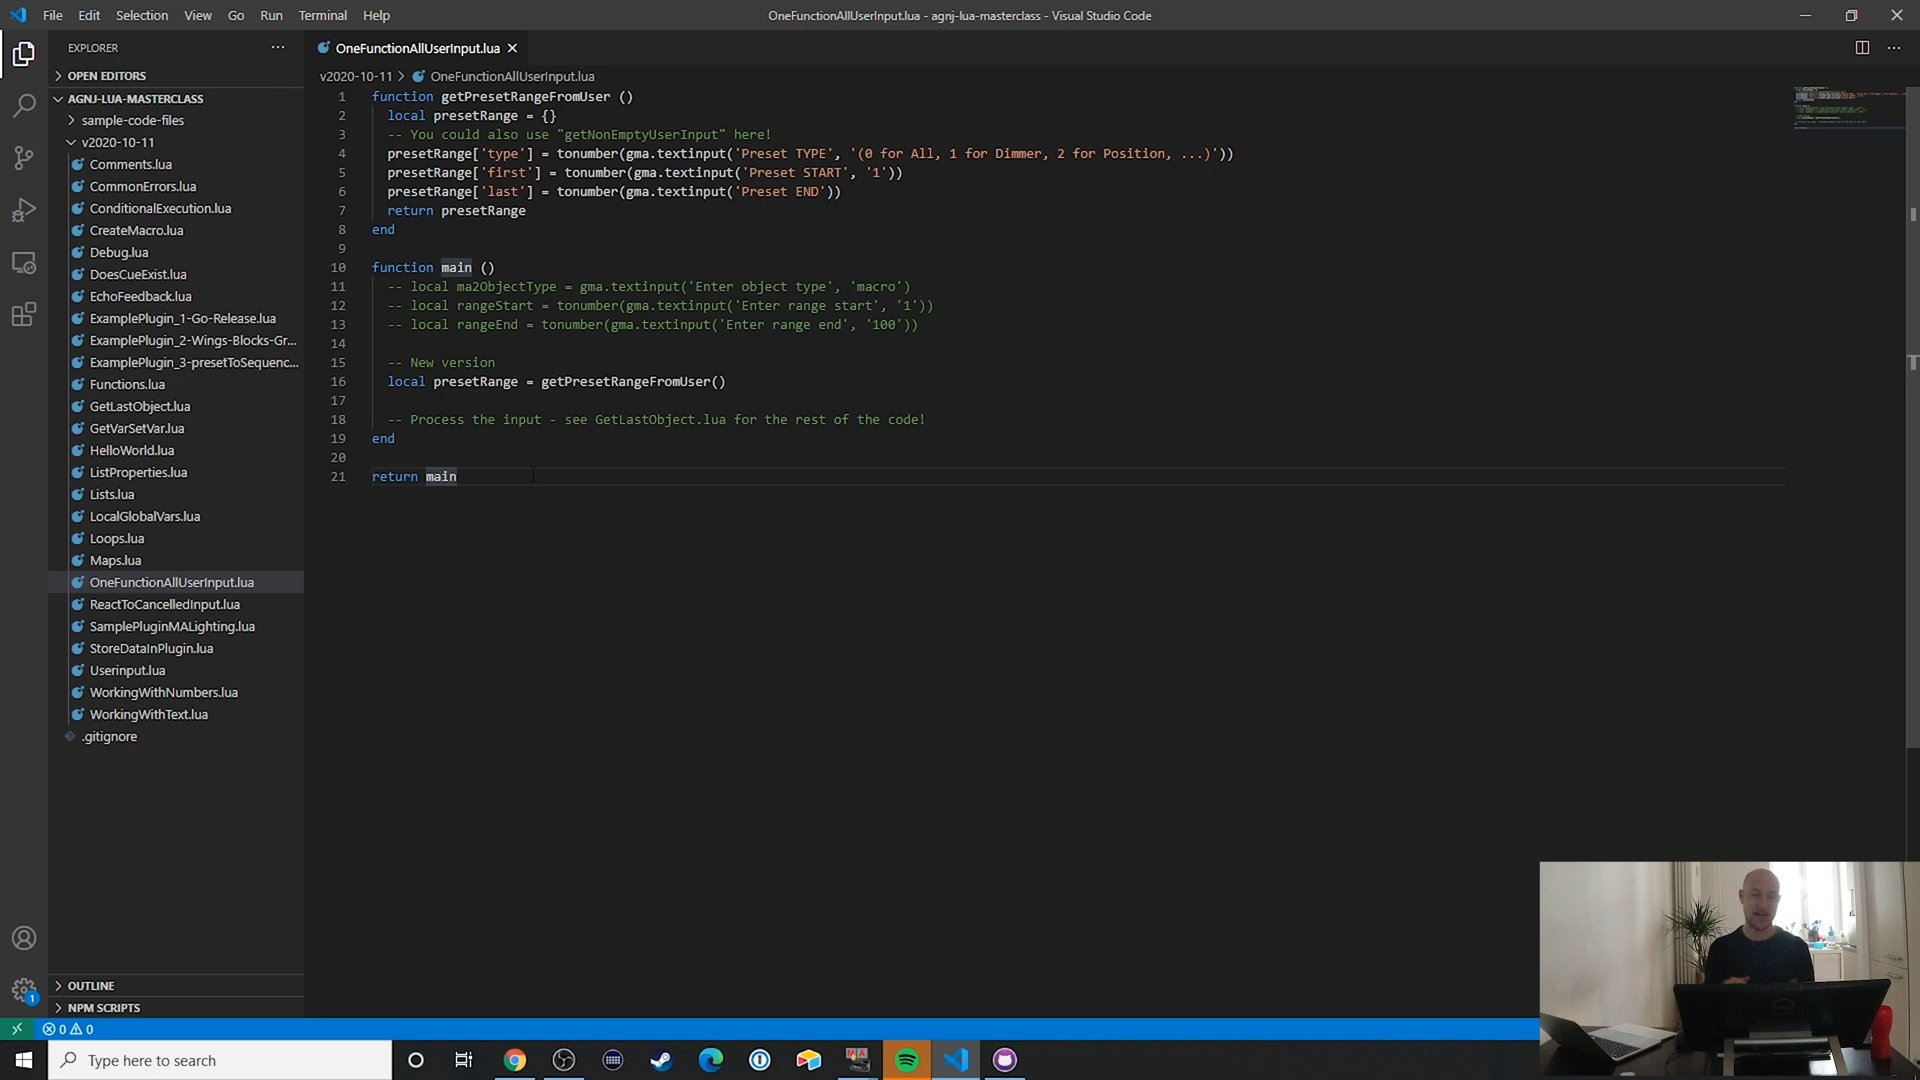 File Edit Selection View Go Run Terminal Help
OneFunctionAllUserInput.lua - agnj-lua-masterclass - Visual Studio Code
EXPLORER
OPEN EDITORS
AGNJ-LUA-MASTERCLASS
sample-code-files
v2020-10-11
Comments.lua
CommonErrors.lua
ConditionalExecution.lua
CreateMacro.lua
Debug.lua
DoesCueExist.lua
EchoFeedback.lua
ExamplePlugin_1-Go-Release.lua
ExamplePlugin_2-Wings-Blocks-Gr...
ExamplePlugin_3-presetToSequenc...
Functions.lua
GetLastObject.lua
GetVarSetVar.lua
HelloWorld.lua
ListProperties.lua
Lists.lua
LocalGlobalVars.lua
Loops.lua
Maps.lua
OneFunctionAllUserInput.lua
ReactToCancelledInput.lua
SamplePluginMALighting.lua
StoreDataInPlugin.lua
Userinput.lua
WorkingWithNumbers.lua
WorkingWithText.lua
.gitignore
OUTLINE
NPM SCRIPTS
OneFunctionAllUserInput.lua
v2020-10-11 > OneFunctionAllUserInput.lua
1 function getPresetRangeFromUser ()
2 local presetRange = {}
3 -- You could also use "getNonEmptyUserInput" here!
4 presetRange['type'] = tonumber(gma.textinput('Preset TYPE', '(0 for All, 1 for Dimmer, 2 for Position, ...)'))
5 presetRange['first'] = tonumber(gma.textinput('Preset START', '1'))
6 presetRange['last'] = tonumber(gma.textinput('Preset END'))
7 return presetRange
8 end
9
10 function main ()
11 -- local ma2ObjectType = gma.textinput('Enter object type', 'macro')
12 -- local rangeStart = tonumber(gma.textinput('Enter range start', '1'))
13 -- local rangeEnd = tonumber(gma.textinput('Enter range end', '100'))
14
15 -- New version
16 local presetRange = getPresetRangeFromUser()
17
18 -- Process the input - see GetLastObject.lua for the rest of the code!
19 end
20
21 return main
1
0 0
Type here to search